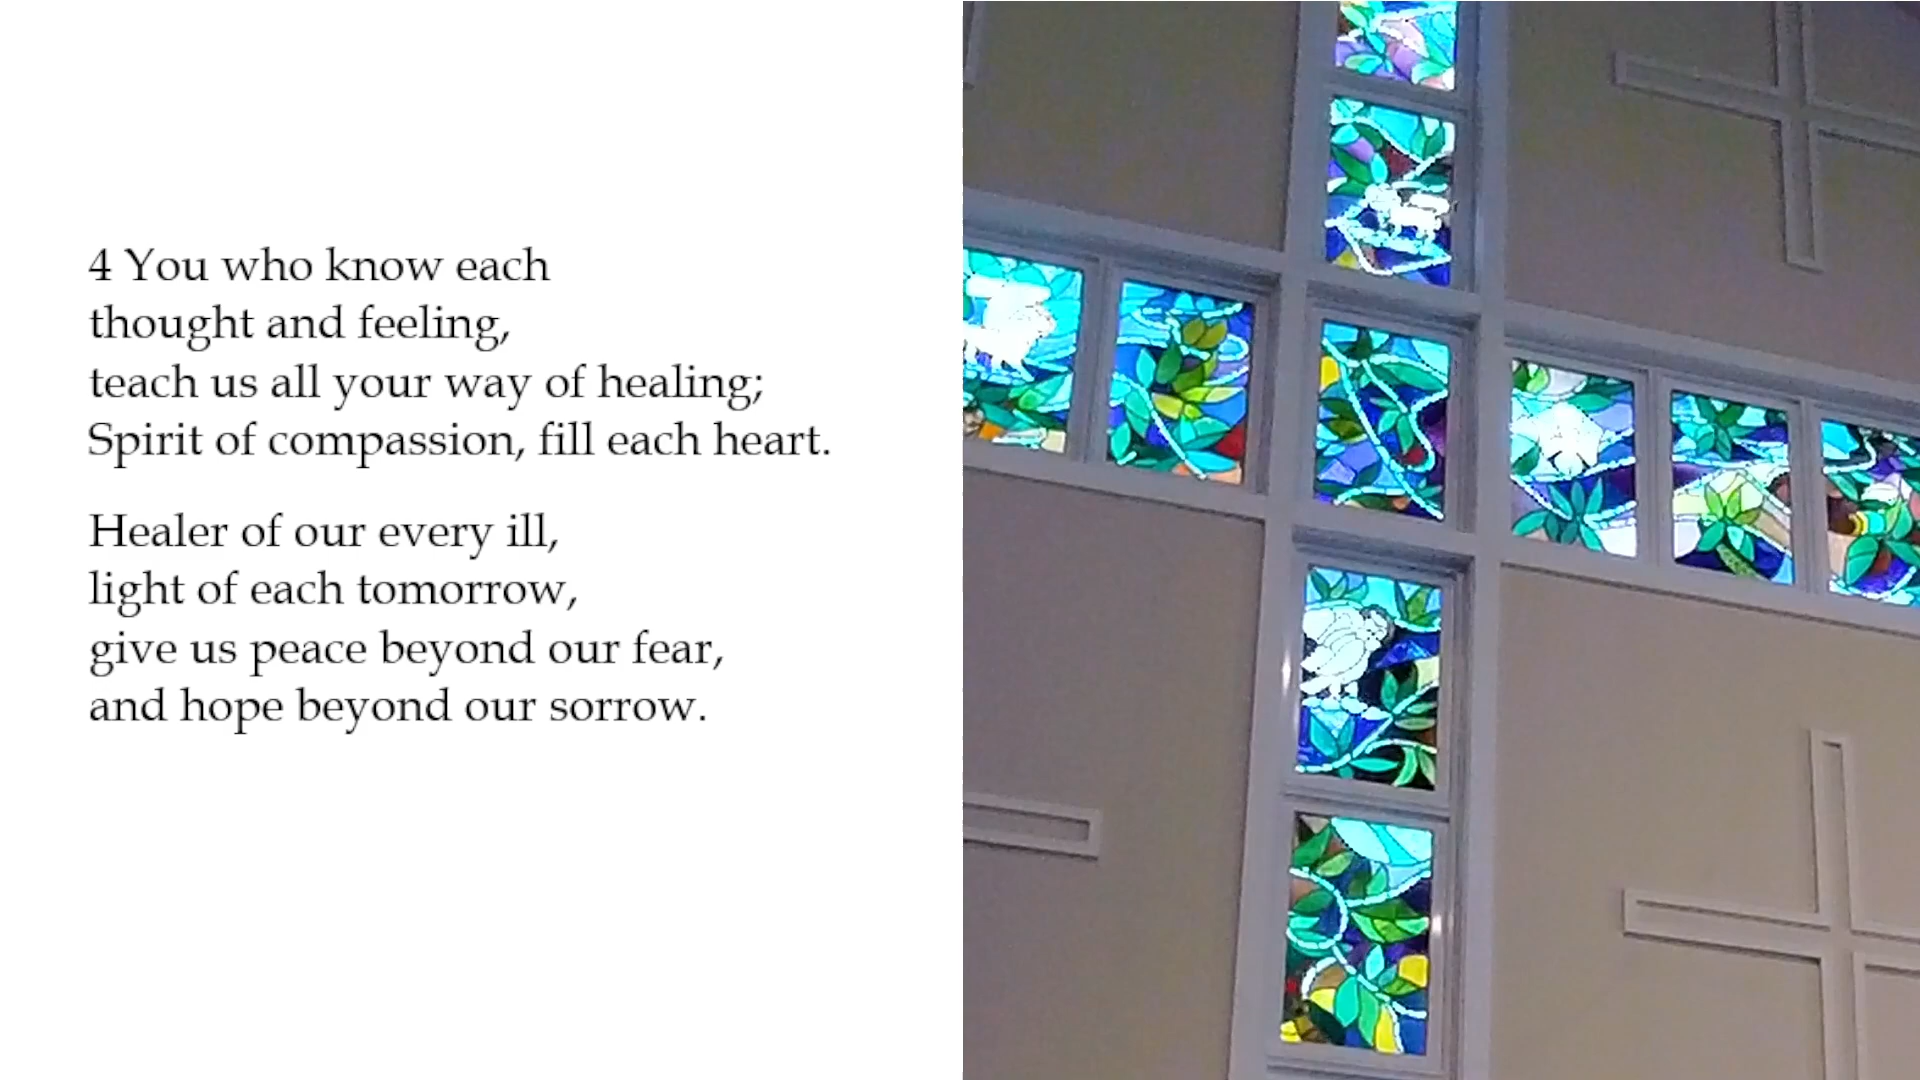 4 You who know each
thought and feeling,
teach us all your way of healing;
Spirit of compassion, fill each heart.
Healer of our every ill,
light of each tomorrow,
give us peace beyond our fear,
and hope beyond our sorrow.